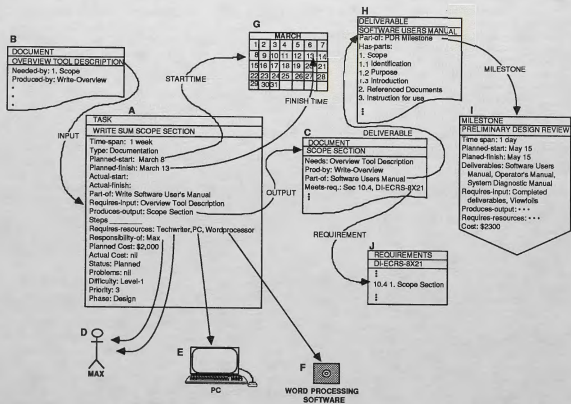 B
DOCUMENT
OVERVIEW TOOL DESCRIPTION
Needed-by: 1. Scope
Produced-by: Write-Overview
G
MARCH
1 2 3 4 5 6 7
8 9 10 11 12 13 14
15 16 17 18 19 20 21
22 23 24 25 26 27 28
29 30 31
STARTTIME
FINISH TIME
H
DELIVERABLE
SOFTWARE USERS MANUAL
Part-of: PDR Milestone
Has-parts:
1. Scope
1.1 Identification
1.2 Purpose
1.3 Introduction
2. Referenced Documents
3. Instruction for use
MILESTONE
A
TASK
WRITE SUM SCOPE SECTION
Time-span: 1 week
Type: Documentation
Planned-start: March 8
Planned-finish: March 13
Actual-start:
Actual-finish:
Part-of: Write Software User's Manual
Requires-input: Overview Tool Description
Produces-output: Scope Section
Steps
Requires-resources: Techwriter, PC, Wordprocessor
Responsibility-of: Max
Planned Cost: $2,000
Actual Cost: nil
Status: Planned
Problems: nil
Difficulty: Level-1
Priority: 3
Phase: Design
INPUT
OUTPUT
C
DELIVERABLE
DOCUMENT
SCOPE SECTION
Needs: Overview Tool Description
Prod-by: Write-Overview
Part-of: Software Users Manual
Meets-req.: Sec 10.4, DI-ECRS-8X21
REQUIREMENT
I
MILESTONE
PRELIMINARY DESIGN REVIEW
Time span: 1 day
Planned-start: May 15
Planed-finish: May 15
Deliverables: Software Users
Manual, Operator's Manual,
System Diagnostic Manual
Requires-input: Completed
deliverables, Viewfoils
Produces-output: • • •
Requires-resources: • • •
Cost: $2300
J
REQUIREMENTS
DI-ECRS-8X21
10.4 1. Scope Section
D
MAX
E
PC
F
WORD PROCESSING
SOFTWARE